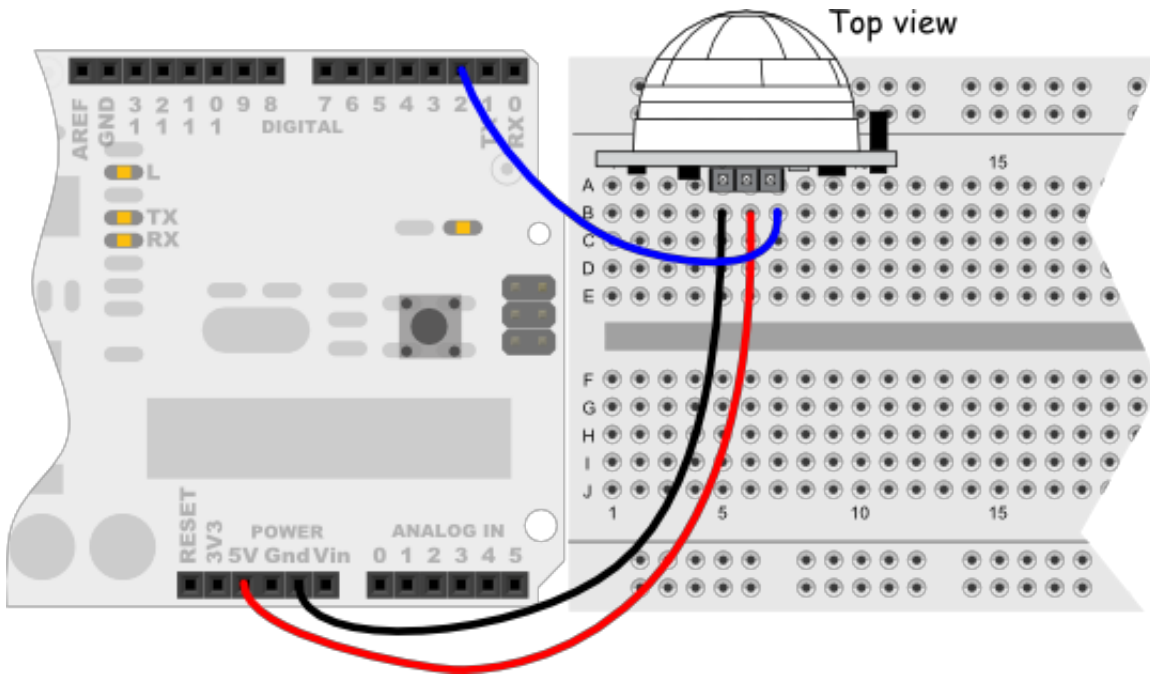 Top view
AREF
GND
13
12
11
10
9
8
7
6
5
4
3
2
TX 1
RX 0
DIGITAL
L
TX
RX
15
A
B
C
D
E
F
G
H
I
J
1
5
10
15
RESET
3V3
POWER
5V Gnd Vin
ANALOG IN
0 1 2 3 4 5